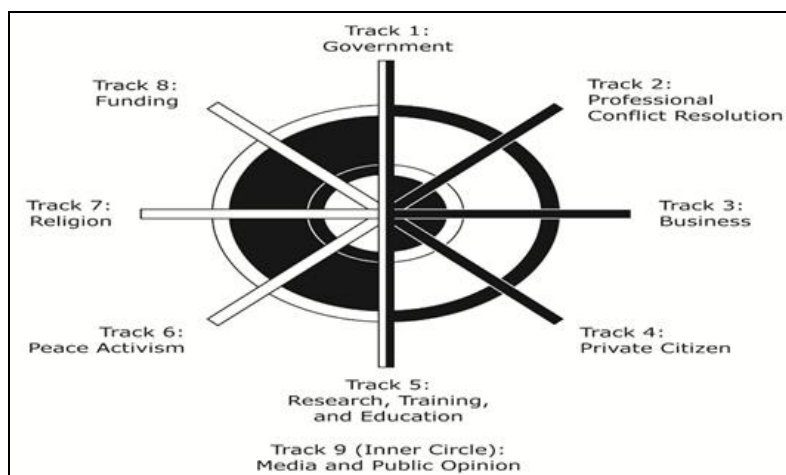 Track 1:
Government
Track 2:
Professional
Conflict Resolution
Track 3:
Business
Track 4:
Private Citizen
Track 5:
Research, Training,
and Education
Track 6:
Peace Activism
Track 7:
Religion
Track 8:
Funding
Track 9 (Inner Circle):
Media and Public Opinion